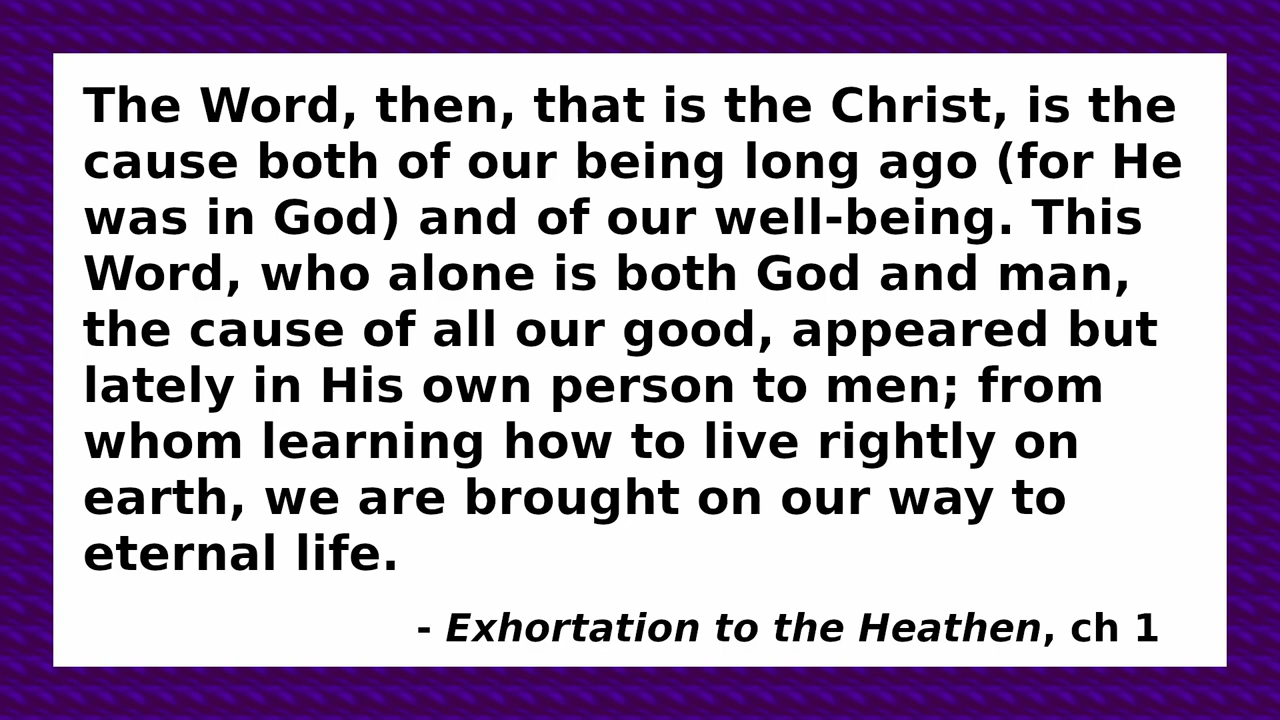 The Word, then, that is the Christ, is the
cause both of our being long ago (for He
was in God) and of our well-being. This
Word, who alone is both God and man,
the cause of all our good, appeared but
lately in His own person to men; from
whom learning how to live rightly on
earth, we are brought on our way to
eternal life.
- Exhortation to the Heathen, ch 1